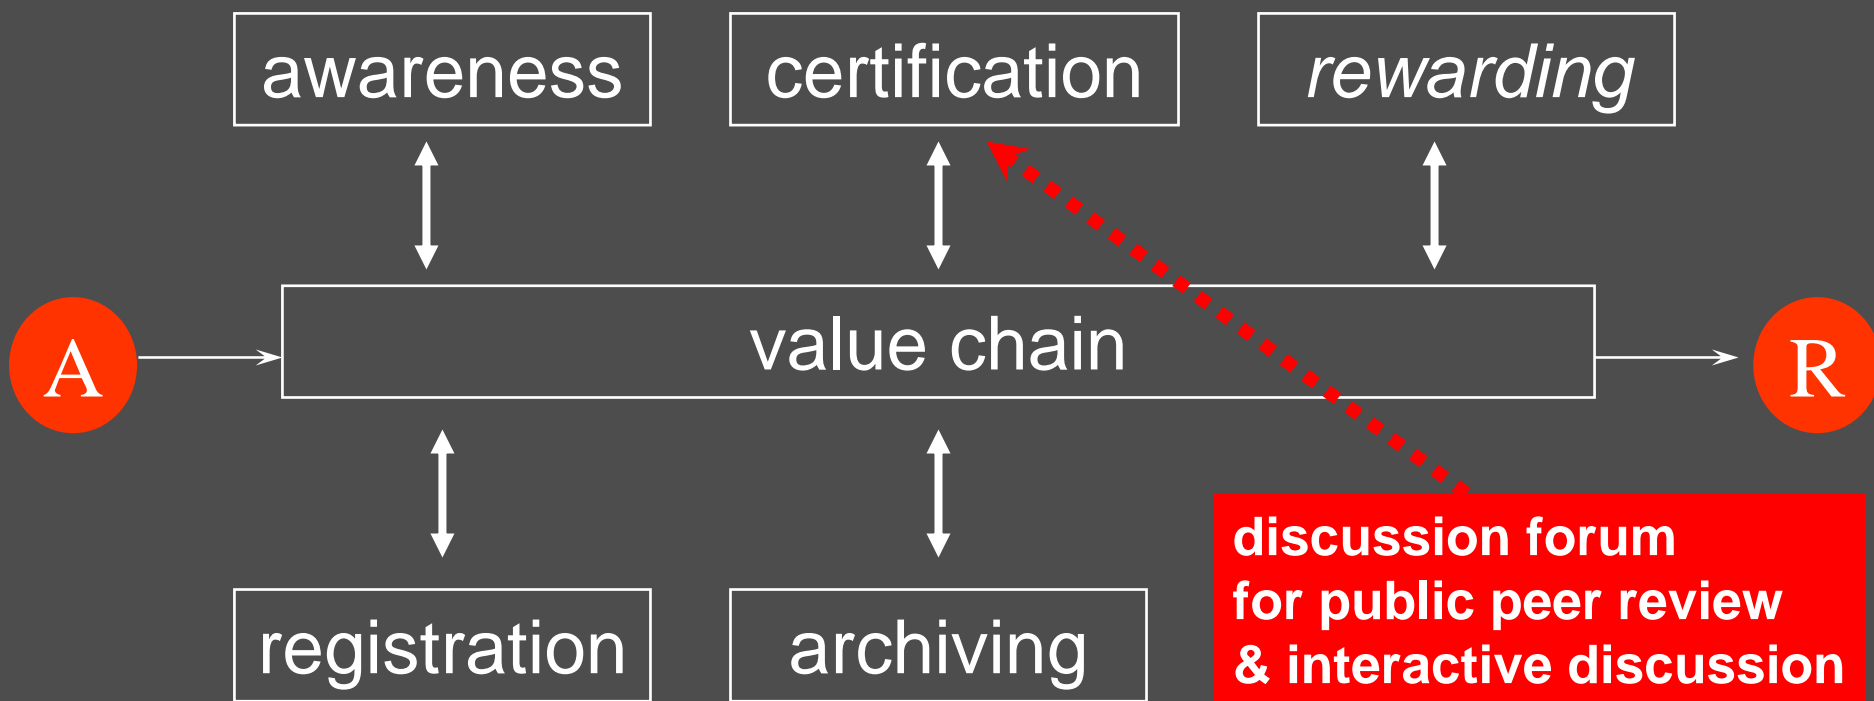 awareness
certification
rewarding
A
value chain
R
registration
archiving
discussion forum
for public peer review
& interactive discussion